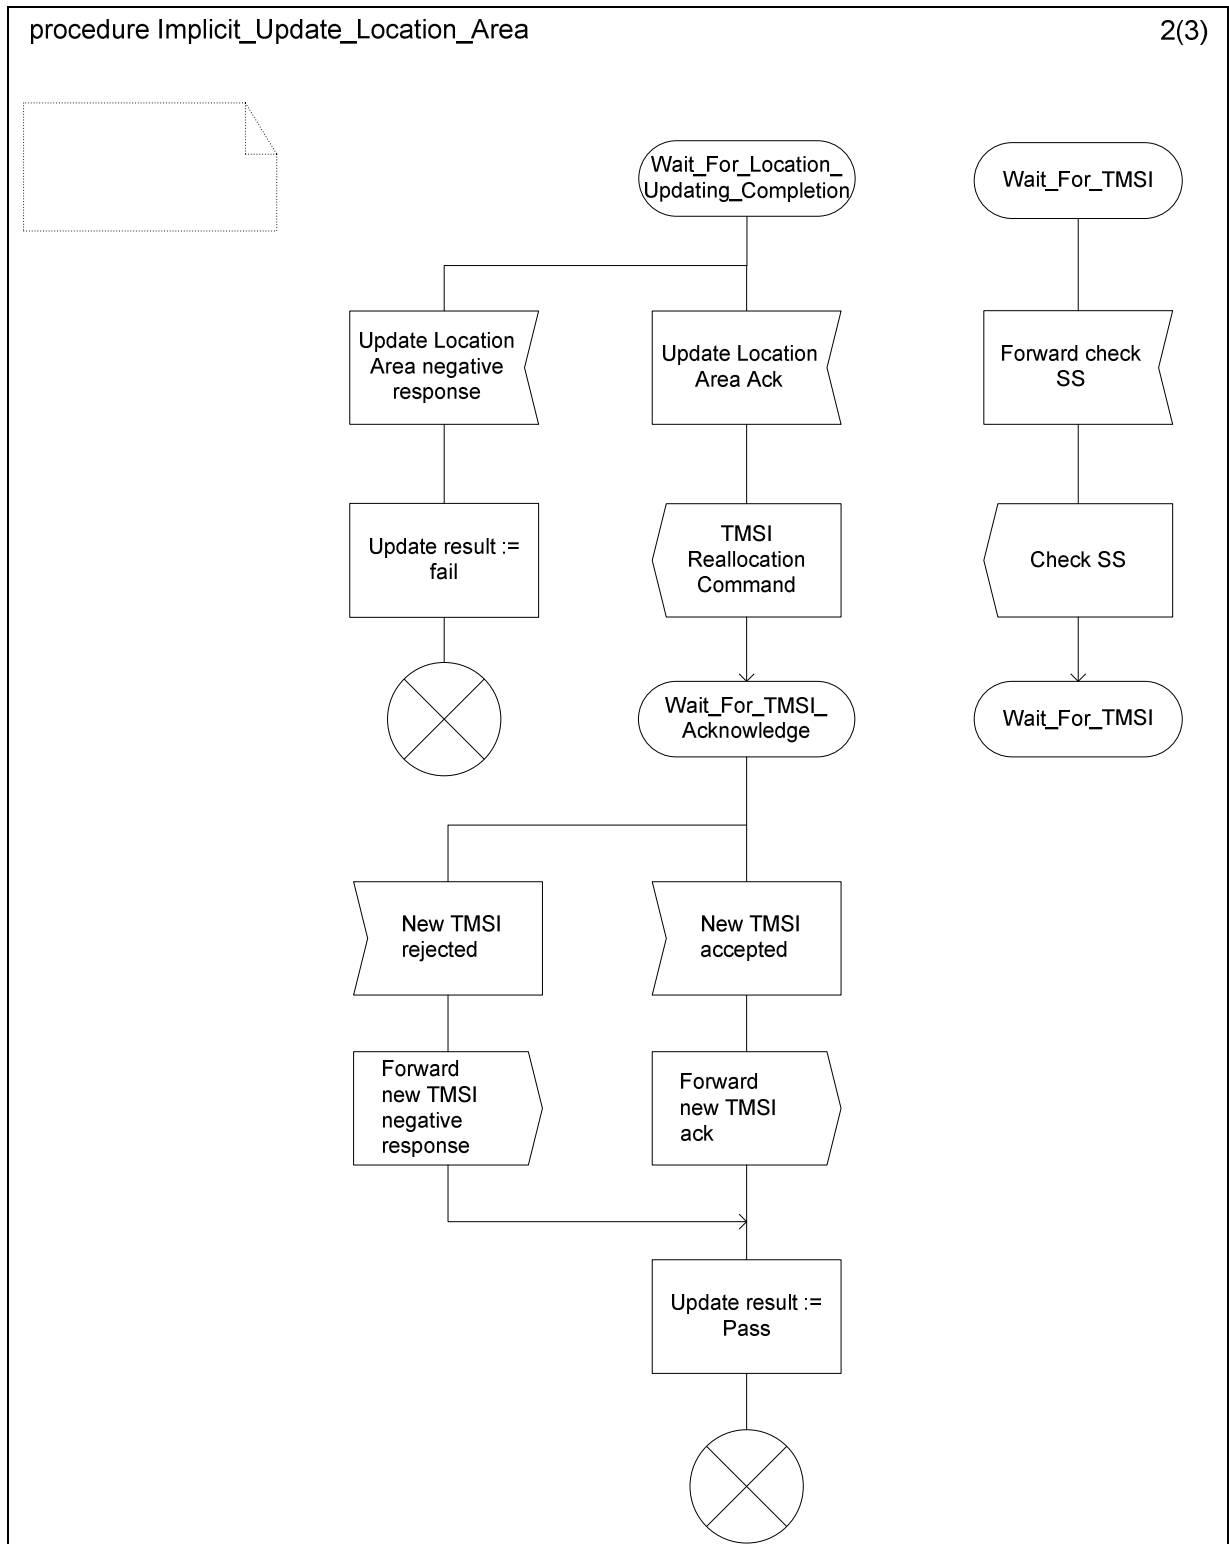 procedure Implicit_Update_Location_Area
2(3)
Wait_For_Location_
Updating_Completion
Wait_For_TMSI
Update Location
Area negative
response
Update Location
Area Ack
Forward check
SS
Update result :=
fail
TMSI
Reallocation
Command
Check SS
Wait_For_TMSI_
Acknowledge
Wait_For_TMSI
New TMSI
rejected
New TMSI
accepted
Forward
new TMSI
negative
response
Forward
new TMSI
ack
Update result :=
Pass